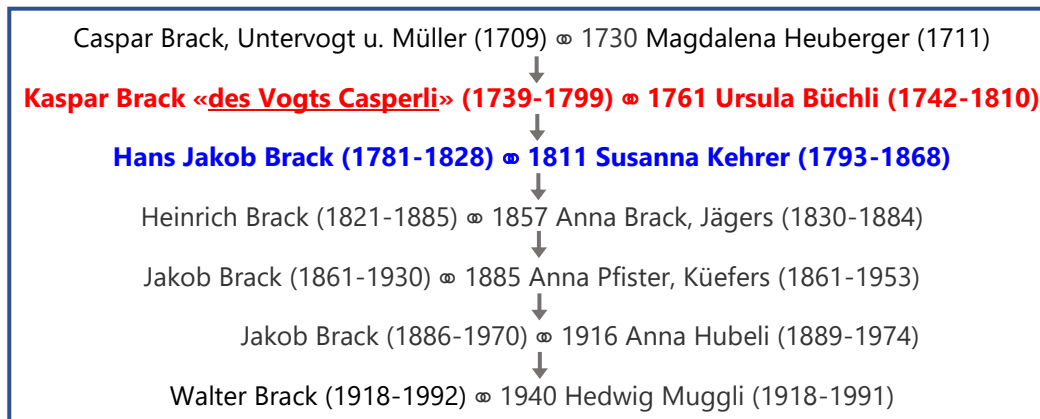 Caspar Brack, Untervogt u. Müller (1709) ⚭ 1730 Magdalena Heuberger (1711)
Kaspar Brack «des Vogts Casperli» (1739-1799) ⚭ 1761 Ursula Büchli (1742-1810)
Hans Jakob Brack (1781-1828) ⚭ 1811 Susanna Kehrer (1793-1868)
Heinrich Brack (1821-1885) ⚭ 1857 Anna Brack, Jägers (1830-1884)
Jakob Brack (1861-1930) ⚭ 1885 Anna Pfister, Küefers (1861-1953)
Jakob Brack (1886-1970) ⚭ 1916 Anna Hubeli (1889-1974)
Walter Brack (1918-1992) ⚭ 1940 Hedwig Muggli (1918-1991)